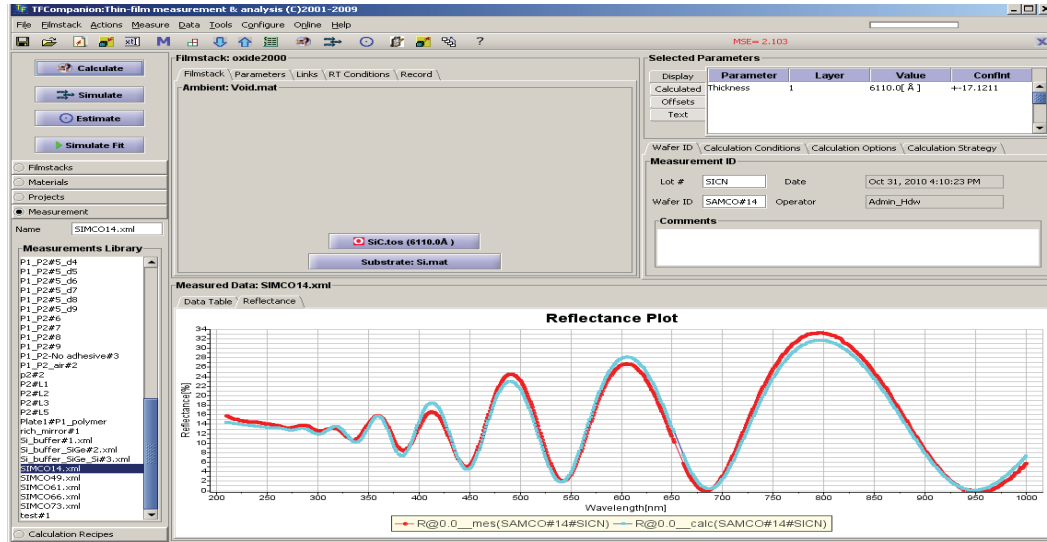 TFCompanion:Thin-film measurement & analysis (C)2001-2009
File Filmstack Actions Measure Data Tools Configure Online Help
MSE= 2.103
Calculate
Simulate
Estimate
Simulate Fit
Filmstacks
Materials
Projects
Measurement
Name SIMCO14.xml
Measurements Library
P1_P2#5_d4
P1_P2#5_d5
P1_P2#5_d6
P1_P2#5_d7
P1_P2#5_d8
P1_P2#5_d9
P1_P2#6
P1_P2#7
P1_P2#8
P1_P2#9
P1_P2-No adhesive#3
P1_P2_air#2
p2#2
P2#L1
P2#L2
P2#L3
P2#L5
Plate1#P1_polymer
rich_mirror#1
Si_buffer#1.xml
Si_buffer_SiGe#2.xml
Si_buffer_SiGe_Si#3.xml
SIMCO14.xml
SIMCO49.xml
SIMCO61.xml
SIMCO66.xml
SIMCO73.xml
test#1
Calculation Recipes
Filmstack: oxide2000
Filmstack Parameters Links RT Conditions Record
Ambient: Void.mat
SiC.tos (6110.0Å )
Substrate: Si.mat
Selected Parameters
Display
Calculated
Offsets
Text
Parameter Layer Value ConfInt
Thickness 1 6110.0[ Å ] +-17.1211
Wafer ID Calculation Conditions Calculation Options Calculation Strategy
Measurement ID
Lot # SICN Date Oct 31, 2010 4:10:23 PM
Wafer ID SAMCO#14 Operator Admin_Hdw
Comments
Measured Data: SIMCO14.xml
Data Table Reflectance
Reflectance Plot
Reflectance[%]
34
32
30
28
26
24
22
20
18
16
14
12
10
8
6
4
2
0
200 250 300 350 400 450 500 550 600 650 700 750 800 850 900 950 1000
Wavelength[nm]
R@0.0__mes(SAMCO#14#SICN) R@0.0__calc(SAMCO#14#SICN)